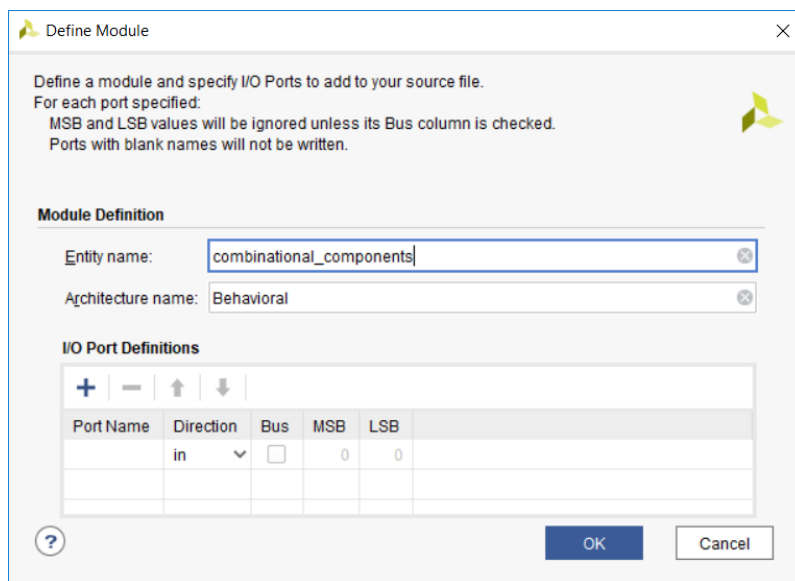 Define Module
Define a module and specify I/O Ports to add to your source file.
For each port specified:
MSB and LSB values will be ignored unless its Bus column is checked.
Ports with blank names will not be written.
Module Definition
Entity name: combinational_components
Architecture name: Behavioral
I/O Port Definitions
Port Name Direction Bus MSB LSB
in 0 0
? OK Cancel